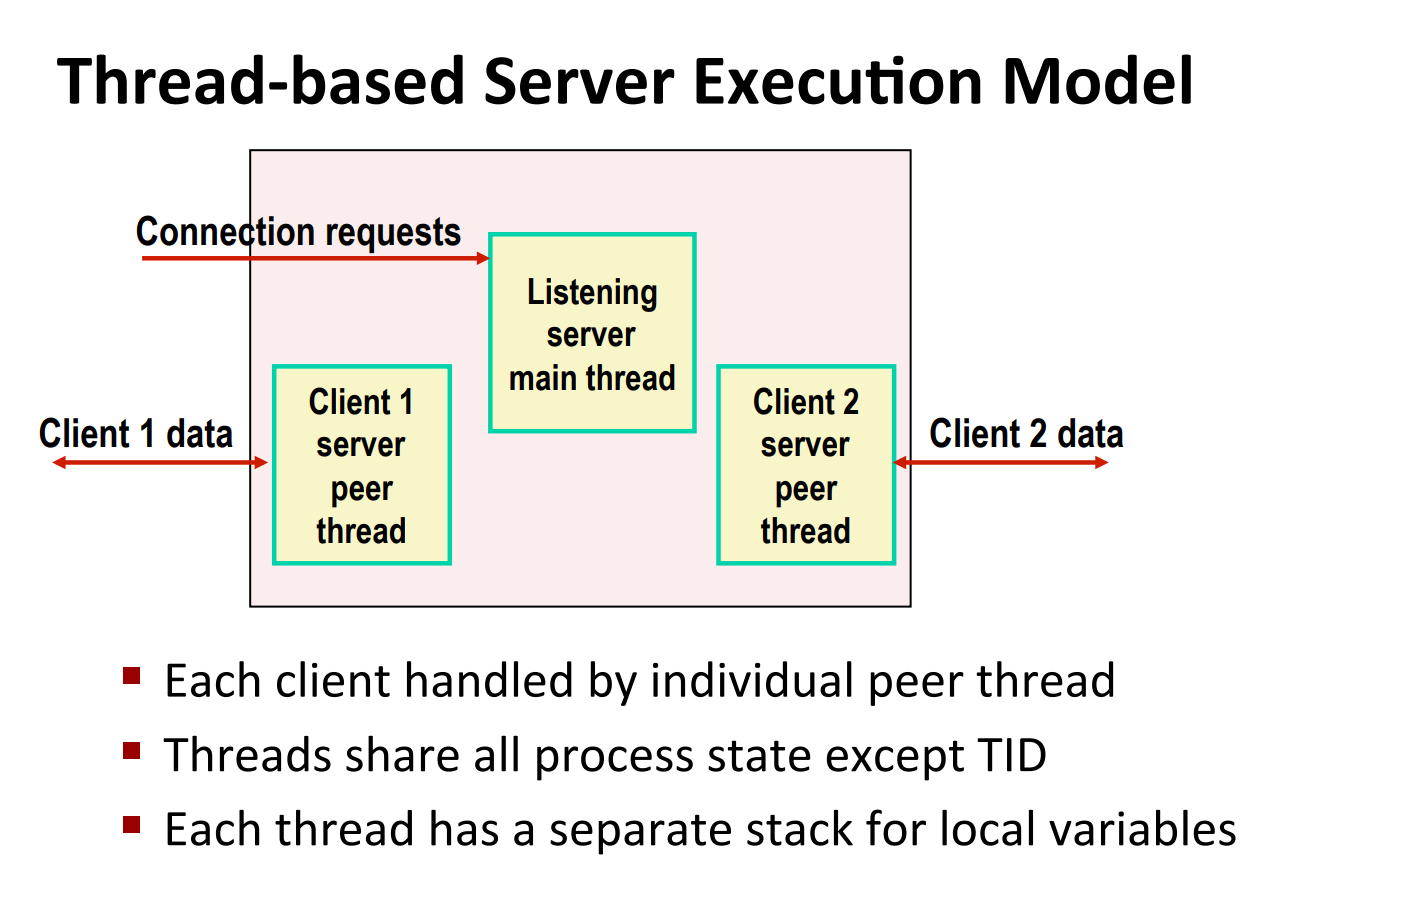 Thread-based Server Execution Model
Connection requests
Listening
server
main thread
Client 1 data
Client 1
server
peer
thread
Client 2
server
peer
thread
Client 2 data
Each client handled by individual peer thread
Threads share all process state except TID
Each thread has a separate stack for local variables